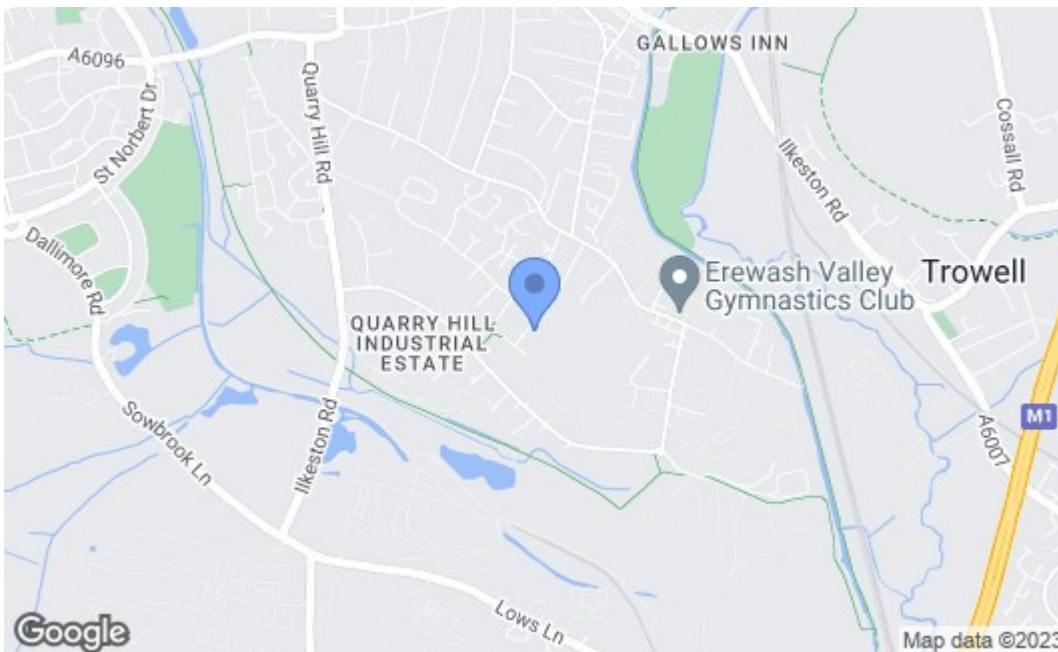 GALLOWS INN
A6096
St Norbert Dr
Quarry Hill Rd
Cossall Rd
Ilkeston Rd
Dallimore Rd
Erewash Valley
Gymnastics Club
Trowell
QUARRY HILL
INDUSTRIAL
ESTATE
M1
Sowbrook Ln
Ilkeston Rd
A6007
Lows Ln
Google
Map data ©2023